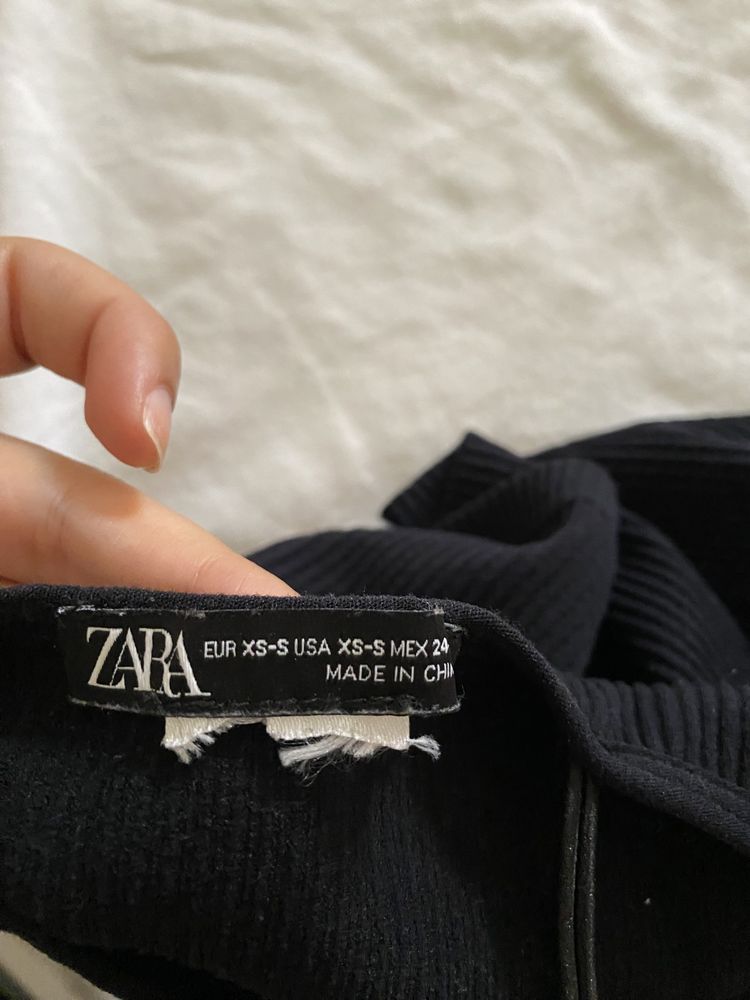 ZARA
EUR XS-S USA XS-S MEX 24
MADE IN CHIN